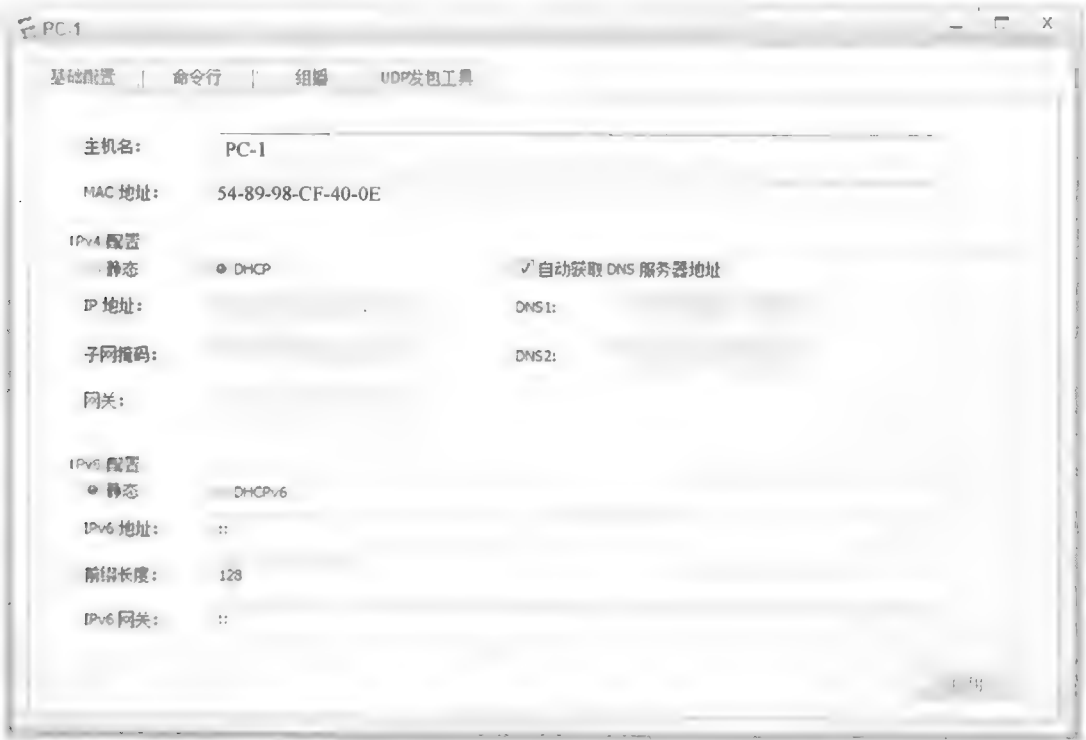 PC-1
基础配置 命令行 组播 UDP发包工具
主机名: PC-1
MAC 地址: 54-89-98-CF-40-0E
IPv4 配置
静态 DHCP ✓自动获取 DNS 服务器地址
IP 地址: DNS1:
子网掩码: DNS2:
网关:
IPv6 配置
静态 DHCPv6
IPv6 地址: ::
前缀长度: 128
IPv6 网关: ::